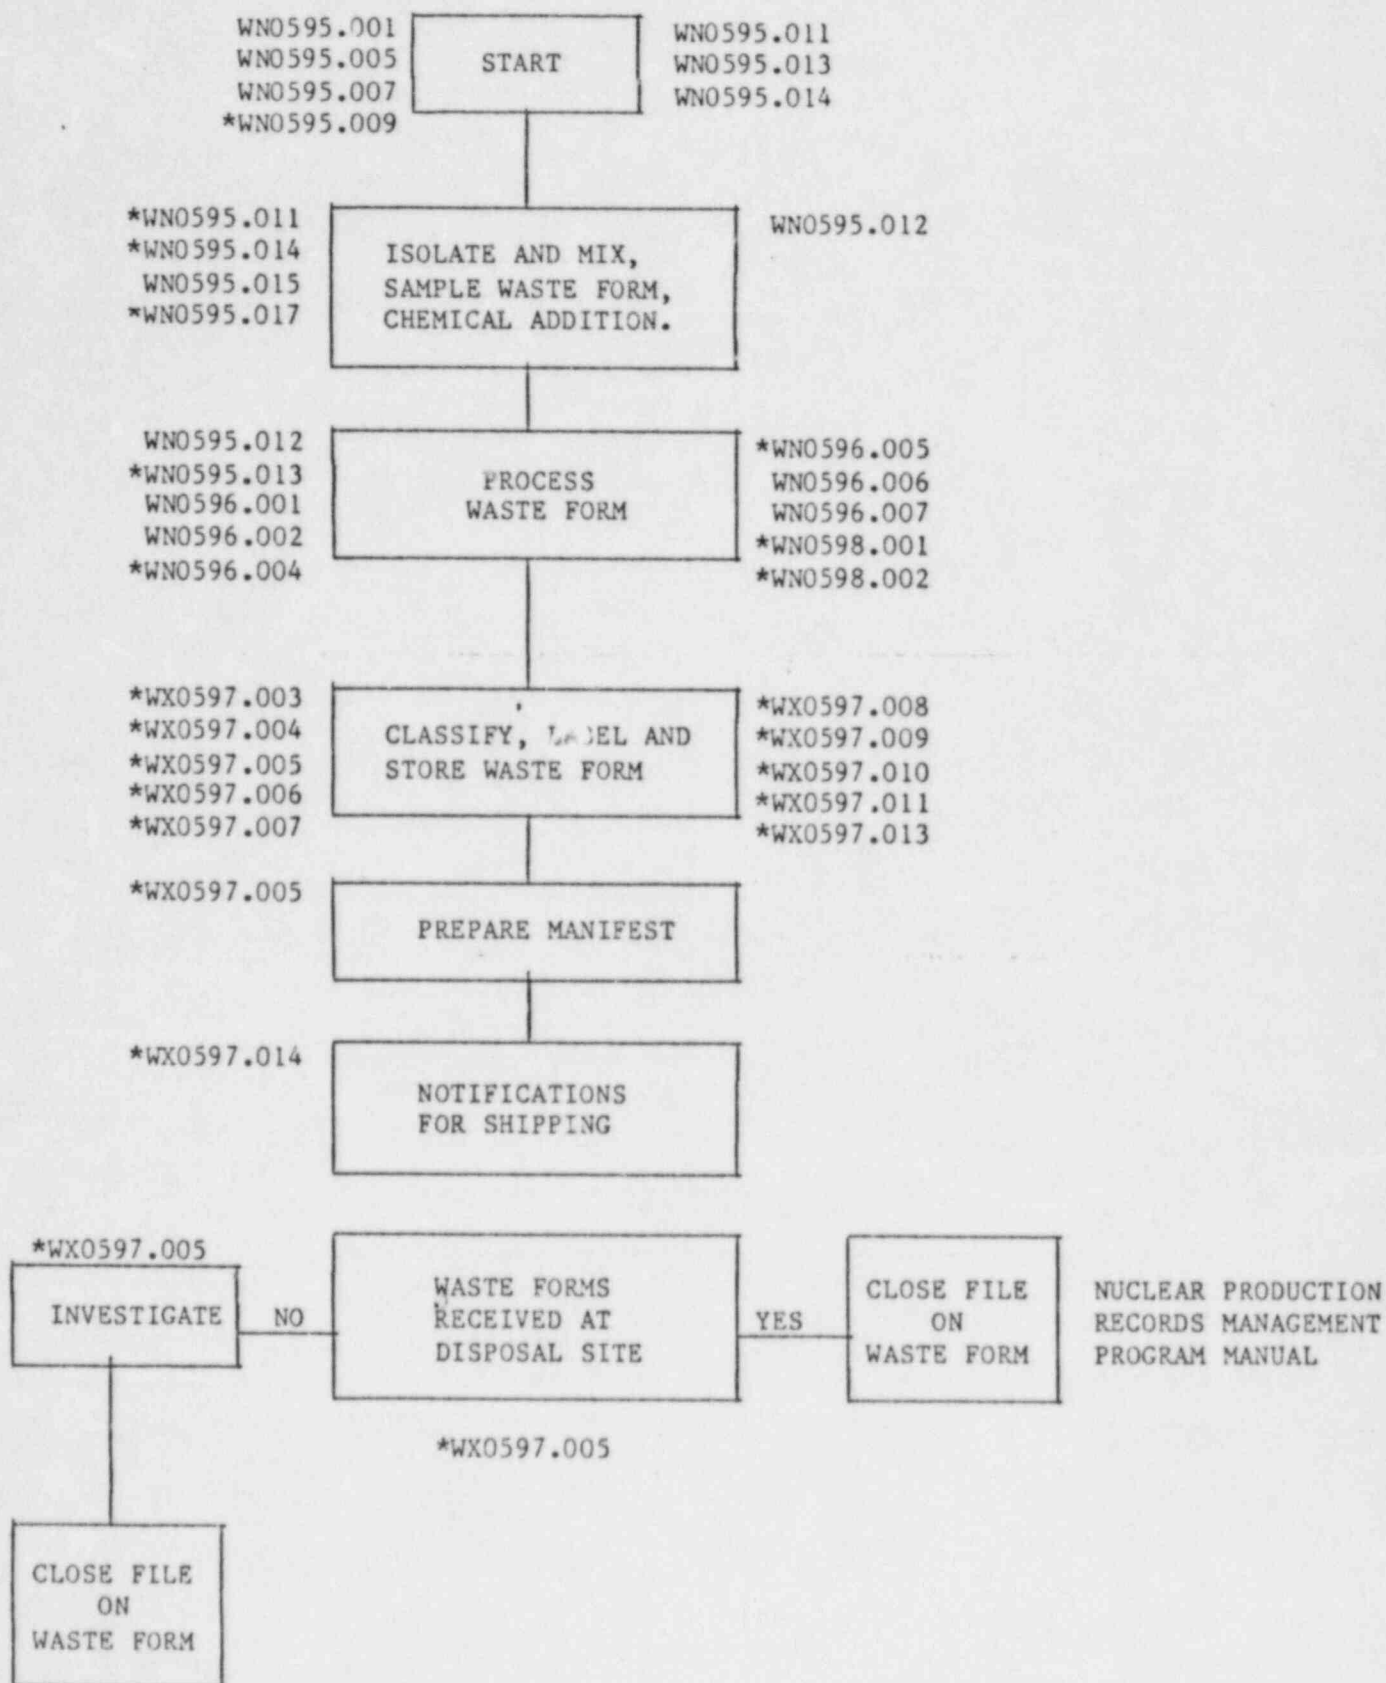 WN0595.001
WN0595.005
WN0595.007
*WN0595.009
START
WN0595.011
WN0595.013
WN0595.014
*WN0595.011
*WN0595.014
WN0595.015
*WN0595.017
ISOLATE AND MIX,
SAMPLE WASTE FORM,
CHEMICAL ADDITION.
WN0595.012
WN0595.012
*WN0595.013
WN0596.001
WN0596.002
*WN0596.004
PROCESS
WASTE FORM
*WN0596.005
WN0596.006
WN0596.007
*WN0598.001
*WN0598.002
*WX0597.003
*WX0597.004
*WX0597.005
*WX0597.006
*WX0597.007
CLASSIFY, LABEL AND
STORE WASTE FORM
*WX0597.008
*WX0597.009
*WX0597.010
*WX0597.011
*WX0597.013
*WX0597.005
PREPARE MANIFEST
*WX0597.014
NOTIFICATIONS
FOR SHIPPING
*WX0597.005
INVESTIGATE
NO
WASTE FORMS
RECEIVED AT
DISPOSAL SITE
YES
CLOSE FILE
ON
WASTE FORM
NUCLEAR PRODUCTION
RECORDS MANAGEMENT
PROGRAM MANUAL
*WX0597.005
CLOSE FILE
ON
WASTE FORM